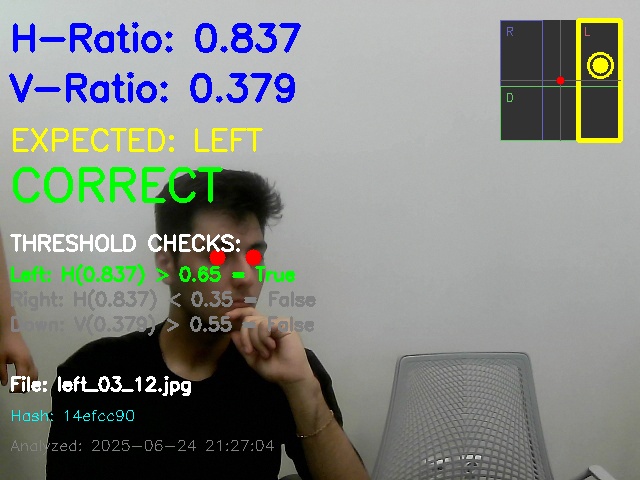 H-Ratio: 0.837
V-Ratio: 0.379
EXPECTED: LEFT
CORRECT
R
L
D
THRESHOLD CHECKS:
Left: H(0.837) > 0.65 = True
Right: H(0.837) < 0.35 = False
Down: V(0.379) > 0.55 = False
File: left_03_12.jpg
Hash: 14efcc90
Analyzed: 2025-06-24 21:27:04